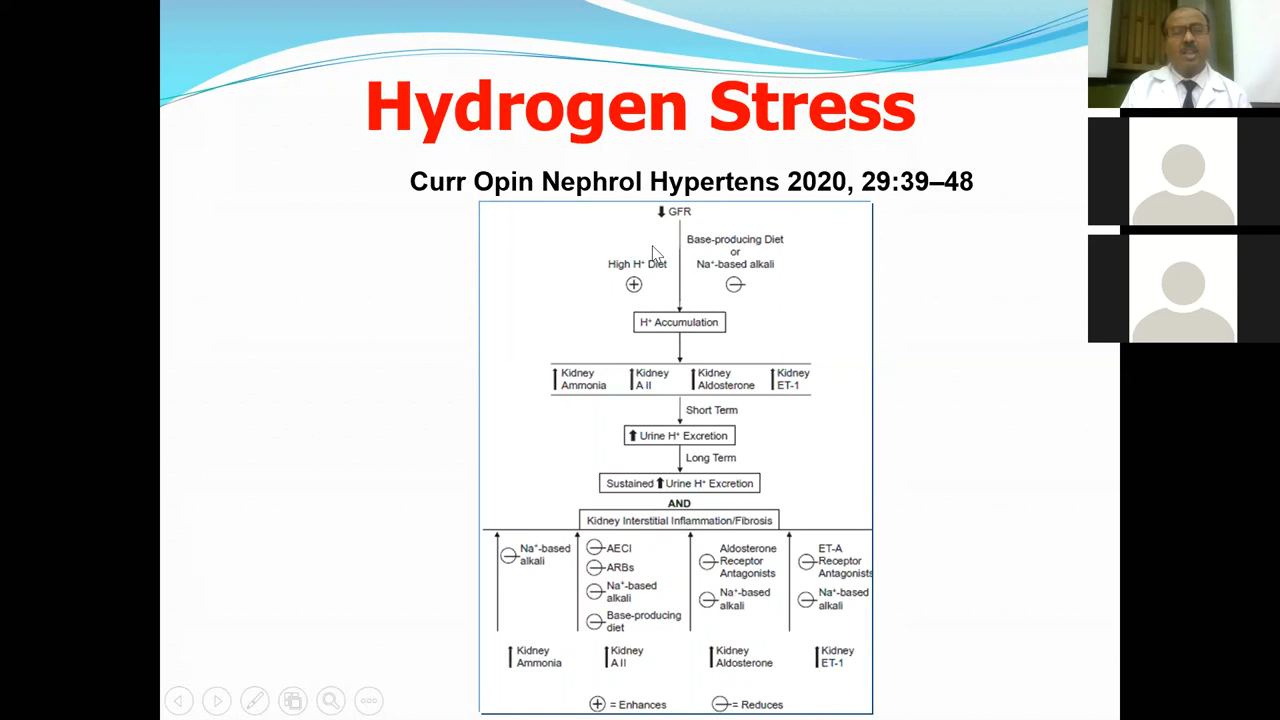 Hydrogen Stress
Curr Opin Nephrol Hypertens 2020, 29:39–48
⬇ GFR
High H⁺ Diet
Base-producing Diet
or
Na⁺-based alkali
H⁺ Accumulation
Kidney
Ammonia
Kidney
A II
Kidney
Aldosterone
Kidney
ET-1
Short Term
⬆ Urine H⁺ Excretion
Long Term
Sustained ⬆ Urine H⁺ Excretion
AND
Kidney Interstitial Inflammation/Fibrosis
Na⁺-based
alkali
AECI
ARBs
Na⁺-based
alkali
Base-producing
diet
Aldosterone
Receptor
Antagonists
Na⁺-based
alkali
ET-A
Receptor
Antagonists
Na⁺-based
alkali
Kidney
Ammonia
Kidney
A II
Kidney
Aldosterone
Kidney
ET-1
⊕ = Enhances
⊖ = Reduces